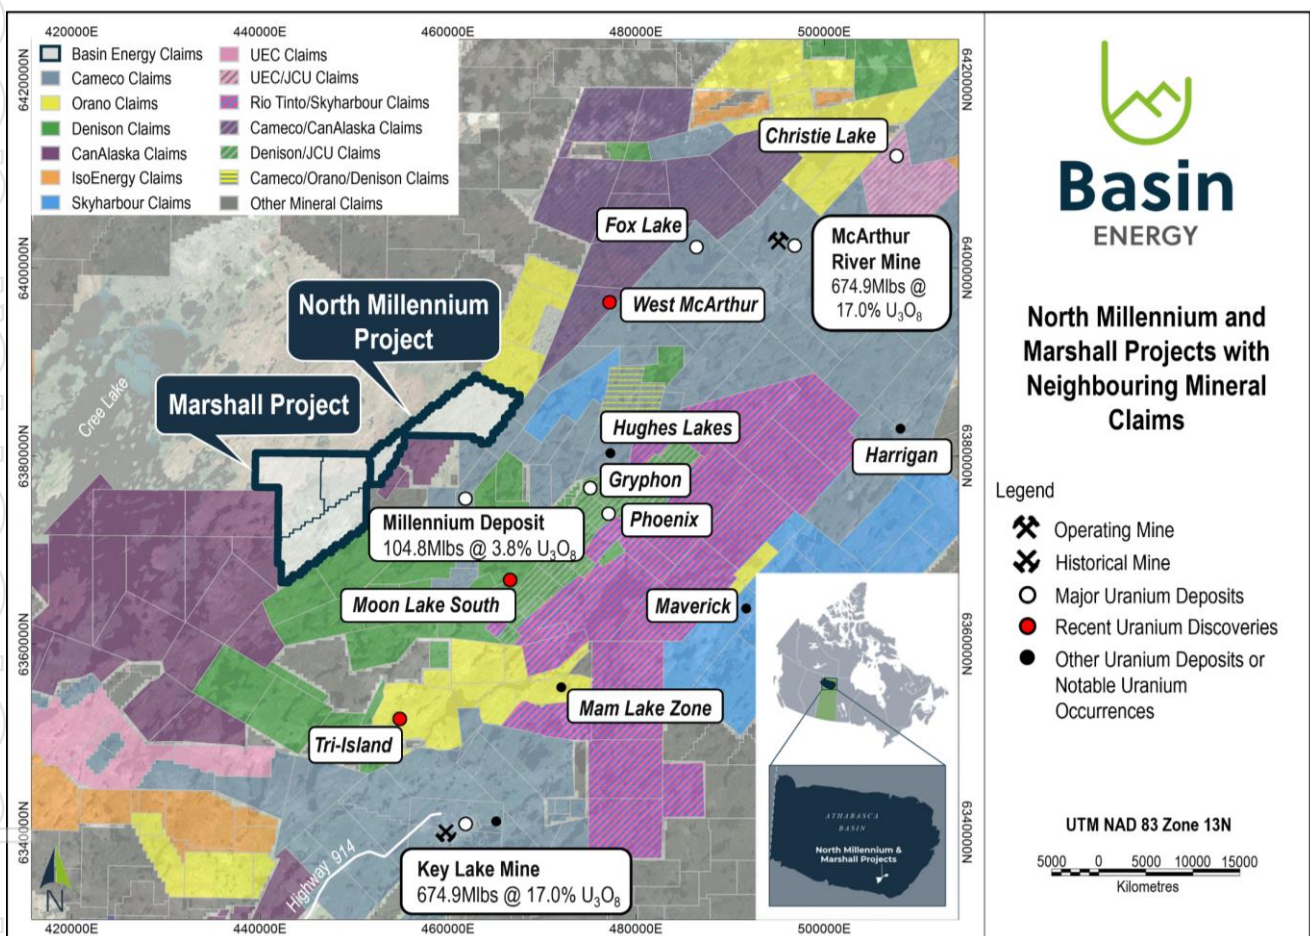 420000E
440000E
460000E
480000E
500000E
6420000N
6400000N
6380000N
6360000N
6340000N
6420000N
6400000N
6380000N
6360000N
6340000N
Basin Energy Claims
Cameco Claims
Orano Claims
Denison Claims
CanAlaska Claims
IsoEnergy Claims
Skyharbour Claims
UEC Claims
UEC/JCU Claims
Rio Tinto/Skyharbour Claims
Cameco/CanAlaska Claims
Denison/JCU Claims
Cameco/Orano/Denison Claims
Other Mineral Claims
Christie Lake
Fox Lake
McArthur
River Mine
674.9Mlbs @
17.0% U₃O₈
West McArthur
North Millennium
Project
Marshall Project
Cree Lake
Hughes Lakes
Harrigan
Gryphon
Phoenix
Millennium Deposit
104.8Mlbs @ 3.8% U₃O₈
Moon Lake South
Maverick
Mam Lake Zone
Tri-Island
Key Lake Mine
674.9Mlbs @ 17.0% U₃O₈
Highway 914
N
ATHABASCA
BASIN
North Millennium &
Marshall Projects
420000E
440000E
460000E
480000E
500000E
Basin
ENERGY
North Millennium and
Marshall Projects with
Neighbouring Mineral
Claims
Legend
Operating Mine
Historical Mine
Major Uranium Deposits
Recent Uranium Discoveries
Other Uranium Deposits or
Notable Uranium
Occurrences
UTM NAD 83 Zone 13N
5000 0 5000 10000 15000
Kilometres